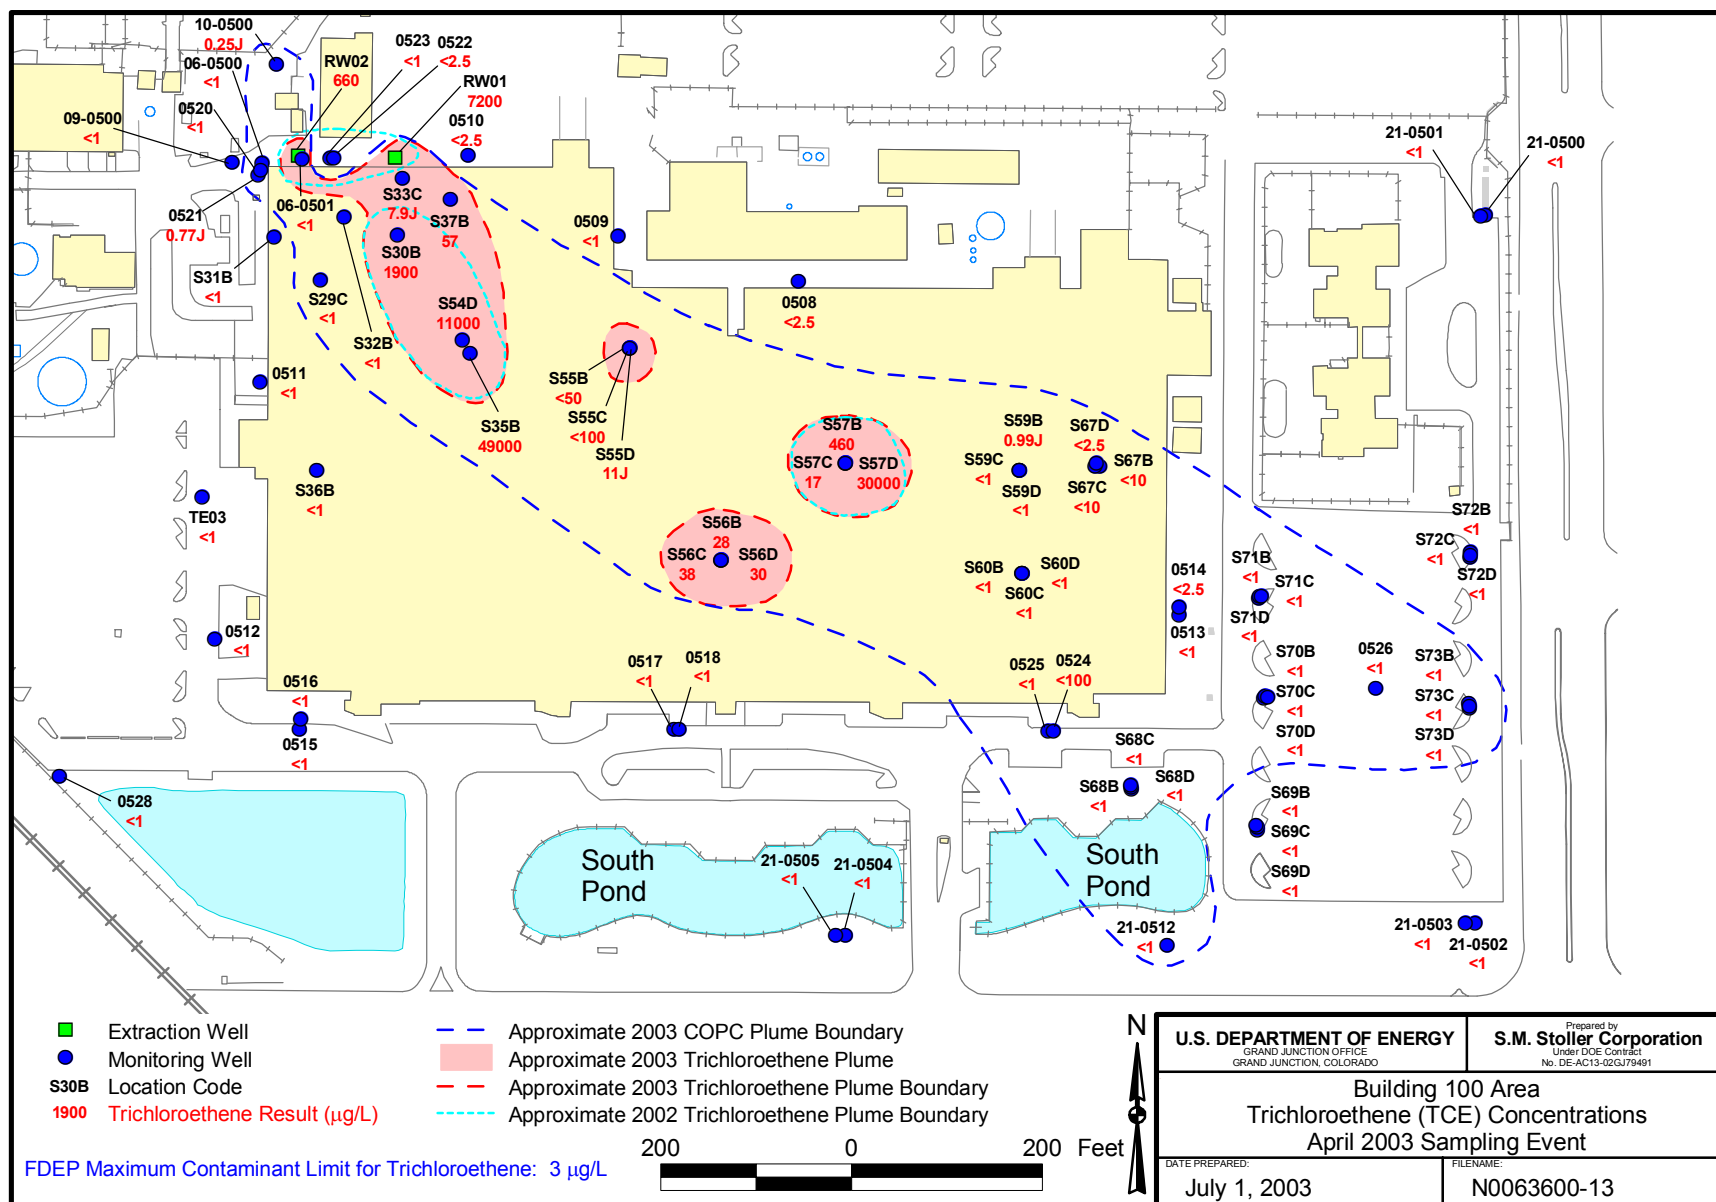 10-0500
0.25J
06-0500
<1
0520
<1
09-0500
<1
RW02
660
0523
<1
0522
<2.5
RW01
7200
0510
<2.5
21-0501
<1
21-0500
<1
0521
0.77J
06-0501
<1
S33C
7.9J
S37B
57
S30B
1900
0509
<1
S31B
<1
S29C
<1
S32B
<1
S54D
11000
0508
<2.5
0511
<1
S35B
49000
S55B
<50
S55C
<100
S55D
11J
S57B
460
S57C
17
S57D
30000
S59B
0.99J
S59C
<1
S59D
<1
S67D
<2.5
S67B
<10
S67C
<10
S36B
<1
TE03
<1
S56B
28
S56C
38
S56D
30
S60B
<1
S60D
<1
S60C
<1
0514
<2.5
0513
<1
S72B
<1
S72C
<1
S72D
<1
S71B
<1
S71C
<1
S71D
<1
0512
<1
0516
<1
0515
<1
0517
<1
0518
<1
0525
<1
0524
<100
S70B
<1
S70C
<1
S70D
<1
0526
<1
S73B
<1
S73C
<1
S73D
<1
S68C
<1
S68B
<1
S68D
<1
S69B
<1
S69C
<1
S69D
<1
0528
<1
South
Pond
21-0505
<1
21-0504
<1
South
Pond
21-0512
<1
21-0503
<1
21-0502
<1
Extraction Well
Monitoring Well
S30B Location Code
1900 Trichloroethene Result (µg/L)
Approximate 2003 COPC Plume Boundary
Approximate 2003 Trichloroethene Plume
Approximate 2003 Trichloroethene Plume Boundary
Approximate 2002 Trichloroethene Plume Boundary
FDEP Maximum Contaminant Limit for Trichloroethene: 3 µg/L
200 0 200 Feet
N
U.S. DEPARTMENT OF ENERGY
GRAND JUNCTION OFFICE
GRAND JUNCTION, COLORADO
Prepared by
S.M. Stoller Corporation
Under DOE Contract
No. DE-AC13-02GJ79491
Building 100 Area
Trichloroethene (TCE) Concentrations
April 2003 Sampling Event
DATE PREPARED:
July 1, 2003
FILENAME:
N0063600-13